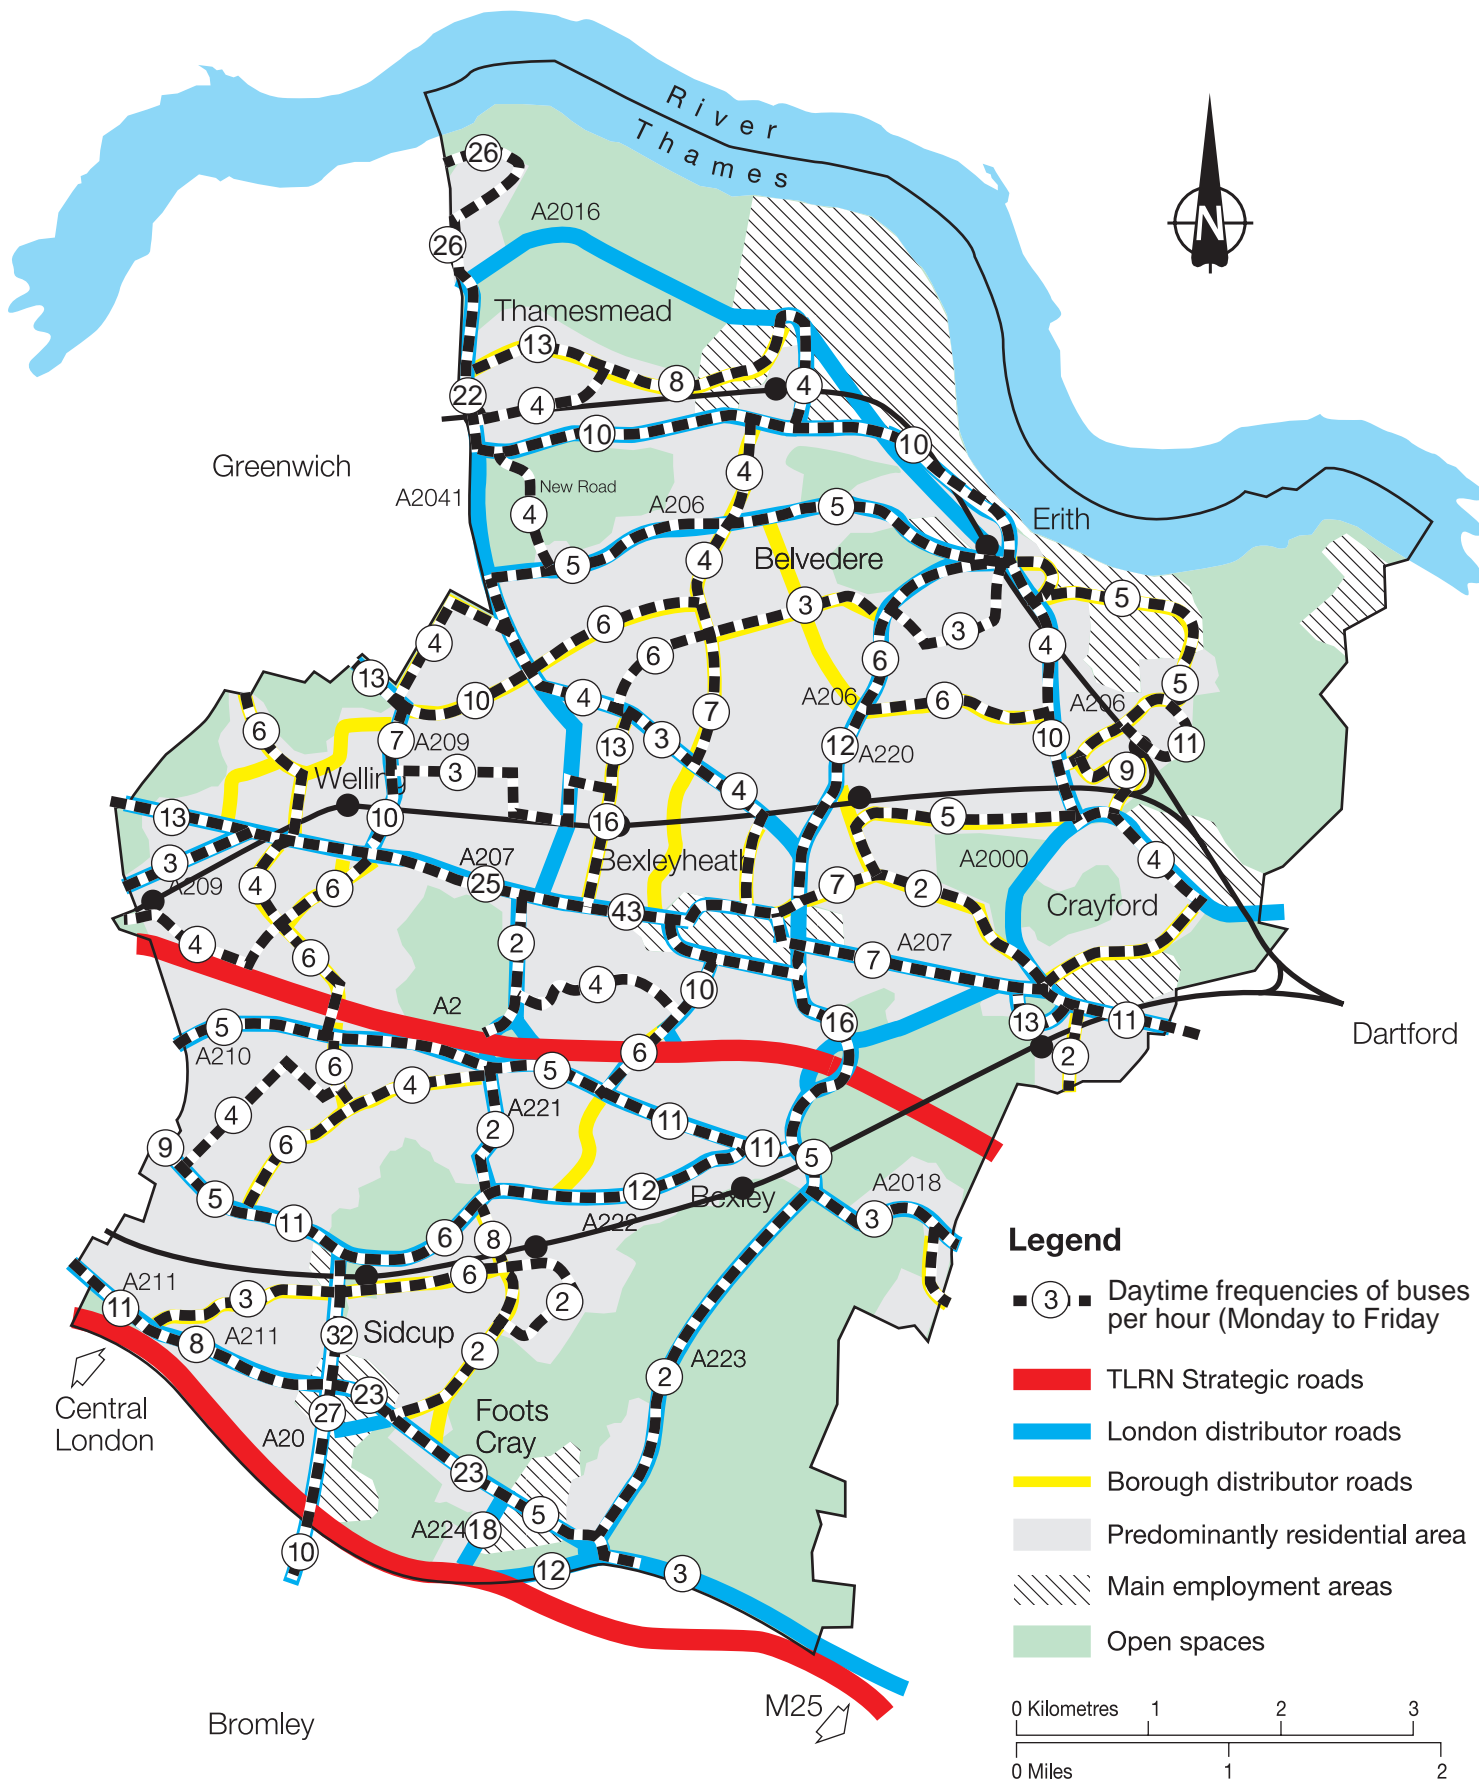 River
Thames
N
26
A2016
26
Thamesmead
13
8
4
22
4
10
10
Greenwich
4
A2041
New Road
4
A206
5
Erith
4
5
Belvedere
5
3
6
3
4
4
6
6
13
5
10
4
A206
6
A206
7
6
7
A209
13
3
12
A220
10
11
3
Welling
9
4
13
10
16
5
4
3
A207
Bexleyheath
A2000
A209
4
6
25
7
2
Crayford
43
4
2
A207
6
7
4
10
A2
5
16
13
11
Dartford
A210
6
6
5
2
4
A221
4
11
2
9
6
11
5
5
12
Bexley
A2018
11
3
6
8
A222
Legend
A211
6
3
2
3
Daytime frequencies of buses
per hour (Monday to Friday
11
8
A211
32
Sidcup
2
A223
2
TLRN Strategic roads
Central
London
23
27
Foots
Cray
A20
London distributor roads
23
Borough distributor roads
5
A224
18
Predominantly residential area
10
12
3
Main employment areas
Open spaces
M25
Bromley
0 Kilometres 1 2 3
0 Miles 1 2